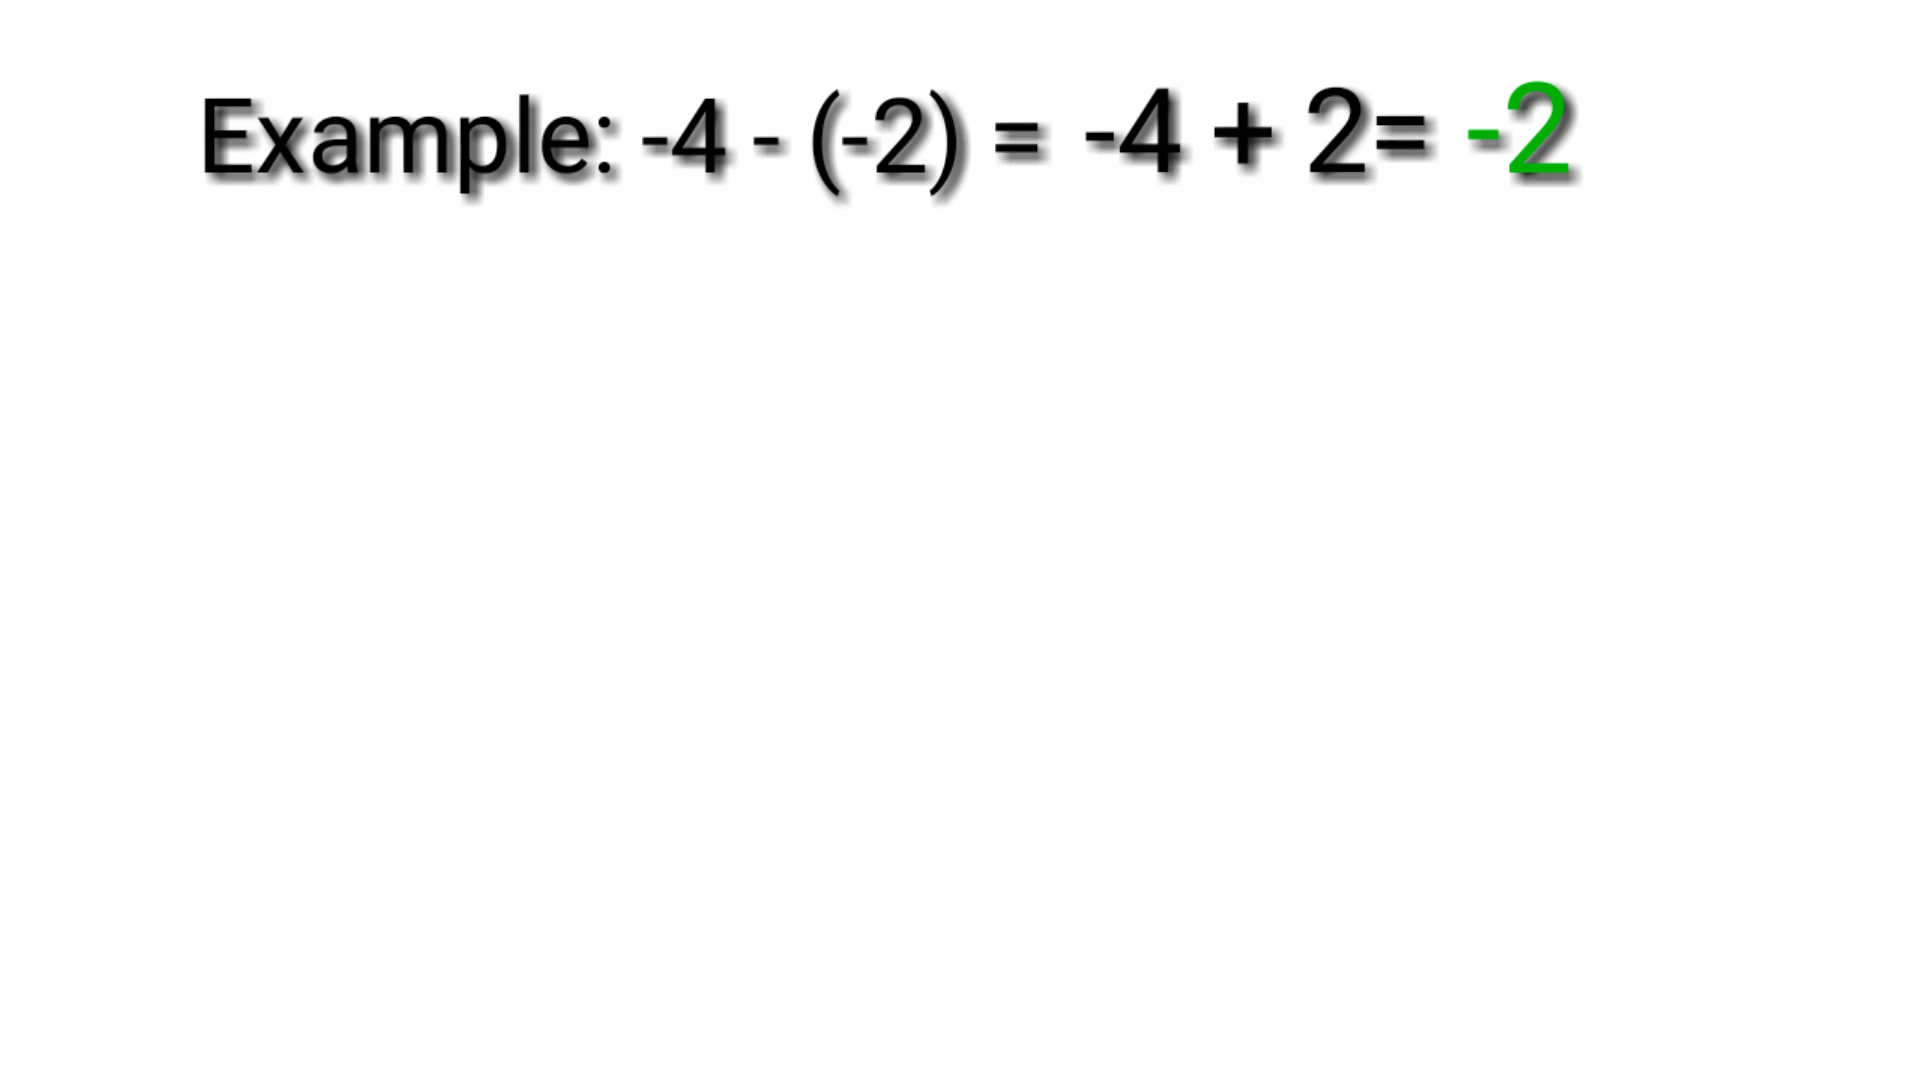 Example: -4 - (-2) = -4 + 2= -2